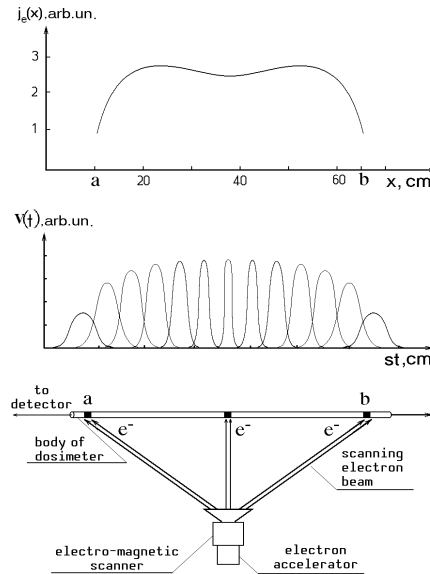 jₑ(x),arb.un.
3
2
1
a 20 40 60 b x, cm
V(t),arb.un.
st,cm
to
detector
a
b
e⁻ e⁻ e⁻
body of
dosimeter
scanning
electron
beam
electro-magnetic
scanner
electron
accelerator